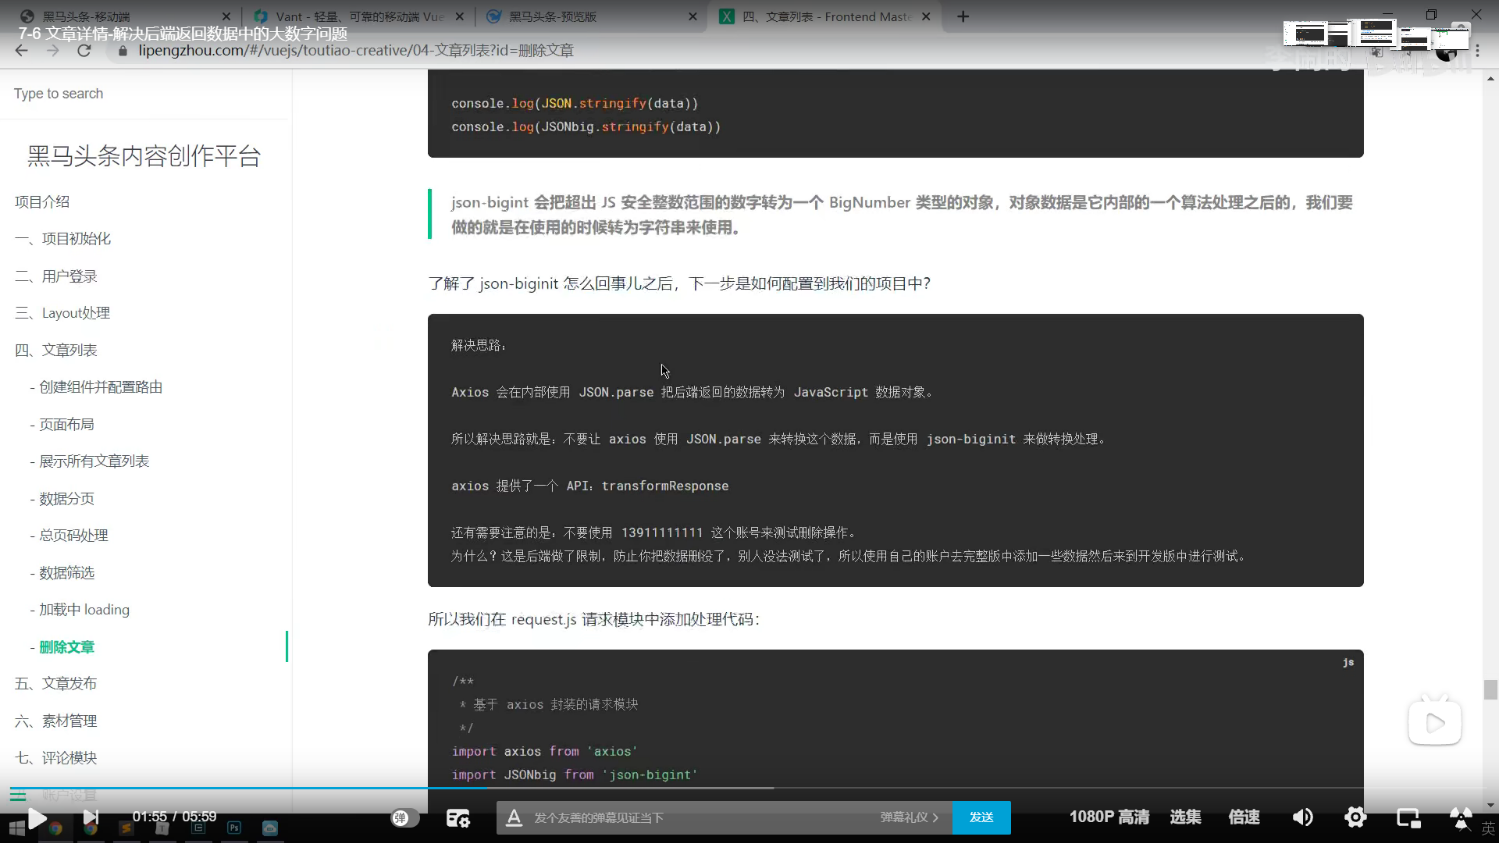 黑马头条-移动端
Vant - 轻量、可靠的移动端 Vue
黑马头条-预览版
四、文章列表 - Frontend Maste
7-6 文章详情-解决后端返回数据中的大数字问题
lipengzhou.com/#/vuejs/toutiao-creative/04-文章列表?id=删除文章
Type to search
黑马头条内容创作平台
项目介绍
一、项目初始化
二、用户登录
三、Layout处理
四、文章列表
- 创建组件并配置路由
- 页面布局
- 展示所有文章列表
- 数据分页
- 总页码处理
- 数据筛选
- 加载中 loading
- 删除文章
五、文章发布
六、素材管理
七、评论模块
账户设置
console.log(JSON.stringify(data))
console.log(JSONbig.stringify(data))
json-bigint 会把超出 JS 安全整数范围的数字转为一个 BigNumber 类型的对象，对象数据是它内部的一个算法处理之后的，我们要
做的就是在使用的时候转为字符串来使用。
了解了 json-biginit 怎么回事儿之后，下一步是如何配置到我们的项目中？
解决思路：
Axios 会在内部使用 JSON.parse 把后端返回的数据转为 JavaScript 数据对象。
所以解决思路就是：不要让 axios 使用 JSON.parse 来转换这个数据，而是使用 json-biginit 来做转换处理。
axios 提供了一个 API：transformResponse
还有需要注意的是：不要使用 13911111111 这个账号来测试删除操作。
为什么？这是后端做了限制，防止你把数据删没了，别人没法测试了，所以使用自己的账户去完整版中添加一些数据然后来到开发版中进行测试。
所以我们在 request.js 请求模块中添加处理代码：
js
/**
* 基于 axios 封装的请求模块
*/
import axios from 'axios'
import JSONbig from 'json-bigint'
01:55 / 05:59
弹
发个友善的弹幕见证当下
弹幕礼仪
发送
1080P 高清
选集
倍速
英